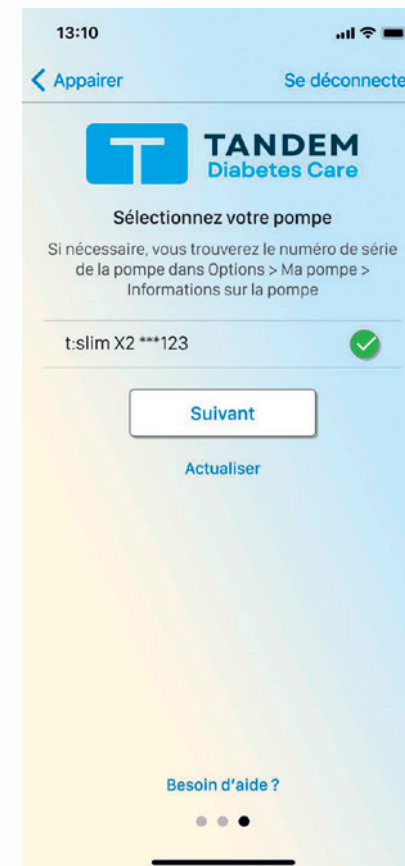 13:10
Appairer
Se déconnecte
TANDEM
Diabetes Care
Sélectionnez votre pompe
Si nécessaire, vous trouverez le numéro de série
de la pompe dans Options > Ma pompe >
Informations sur la pompe
t:slim X2 ***123
Suivant
Actualiser
Besoin d'aide ?